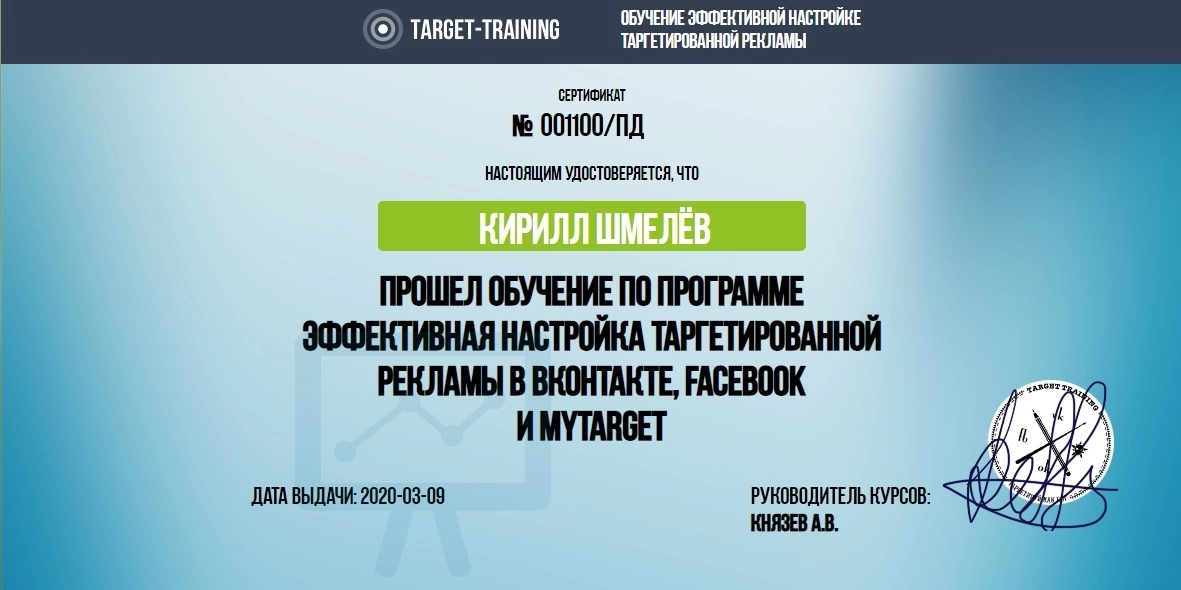 TARGET-TRAINING
ОБУЧЕНИЕ ЭФФЕКТИВНОЙ НАСТРОЙКЕ
ТАРГЕТИРОВАННОЙ РЕКЛАМЫ
СЕРТИФИКАТ
№ 001100/ПД
НАСТОЯЩИМ УДОСТОВЕРЯЕТСЯ, ЧТО
КИРИЛЛ ШМЕЛЁВ
ПРОШЕЛ ОБУЧЕНИЕ ПО ПРОГРАММЕ
ЭФФЕКТИВНАЯ НАСТРОЙКА ТАРГЕТИРОВАННОЙ
РЕКЛАМЫ В ВКОНТАКТЕ, FACEBOOK
И MYTARGET
ДАТА ВЫДАЧИ: 2020-03-09
РУКОВОДИТЕЛЬ КУРСОВ:
КНЯЗЕВ А.В.
TARGET TRAINING
vk